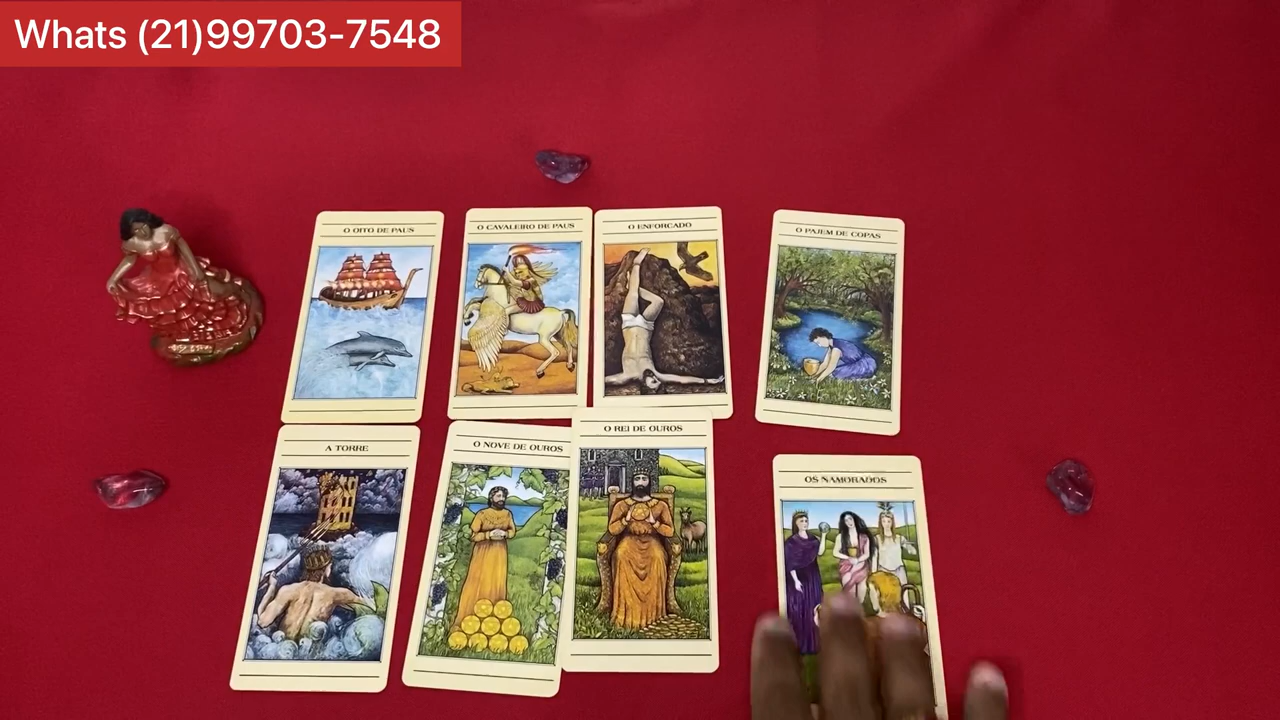 Whats (21)99703-7548
O OITO DE PAUS
O CAVALEIRO DE PAUS
O ENFORCADO
O PAJEM DE COPAS
A TORRE
O NOVE DE OUROS
O REI DE OUROS
OS NAMORADOS